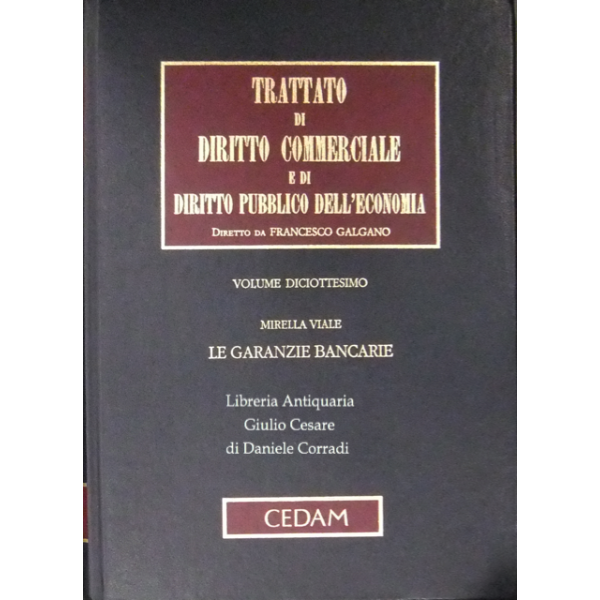 TRATTATO
DI
DIRITTO COMMERCIALE
E DI
DIRITTO PUBBLICO DELL'ECONOMIA
DIRETTO DA FRANCESCO GALGANO
VOLUME DICIOTTESIMO
MIRELLA VIALE
LE GARANZIE BANCARIE
Libreria Antiquaria
Giulio Cesare
di Daniele Corradi
CEDAM